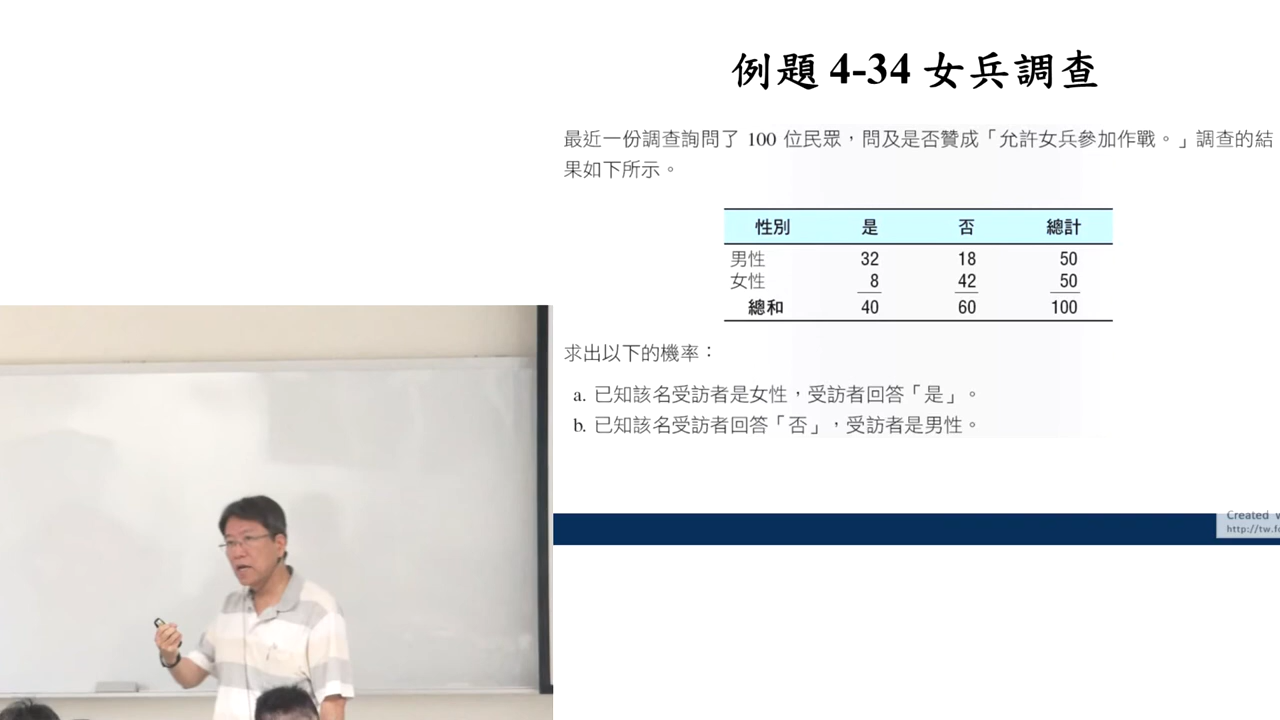 例題 4-34 女兵調查
最近一份調查詢問了 100 位民眾，問及是否贊成「允許女兵參加作戰。」調查的結
果如下所示。
性別 是 否 總計
男性 32 18 50
女性 8 42 50
總和 40 60 100
求出以下的機率：
a. 已知該名受訪者是女性，受訪者回答「是」。
b. 已知該名受訪者回答「否」，受訪者是男性。
Created
http://tw.f